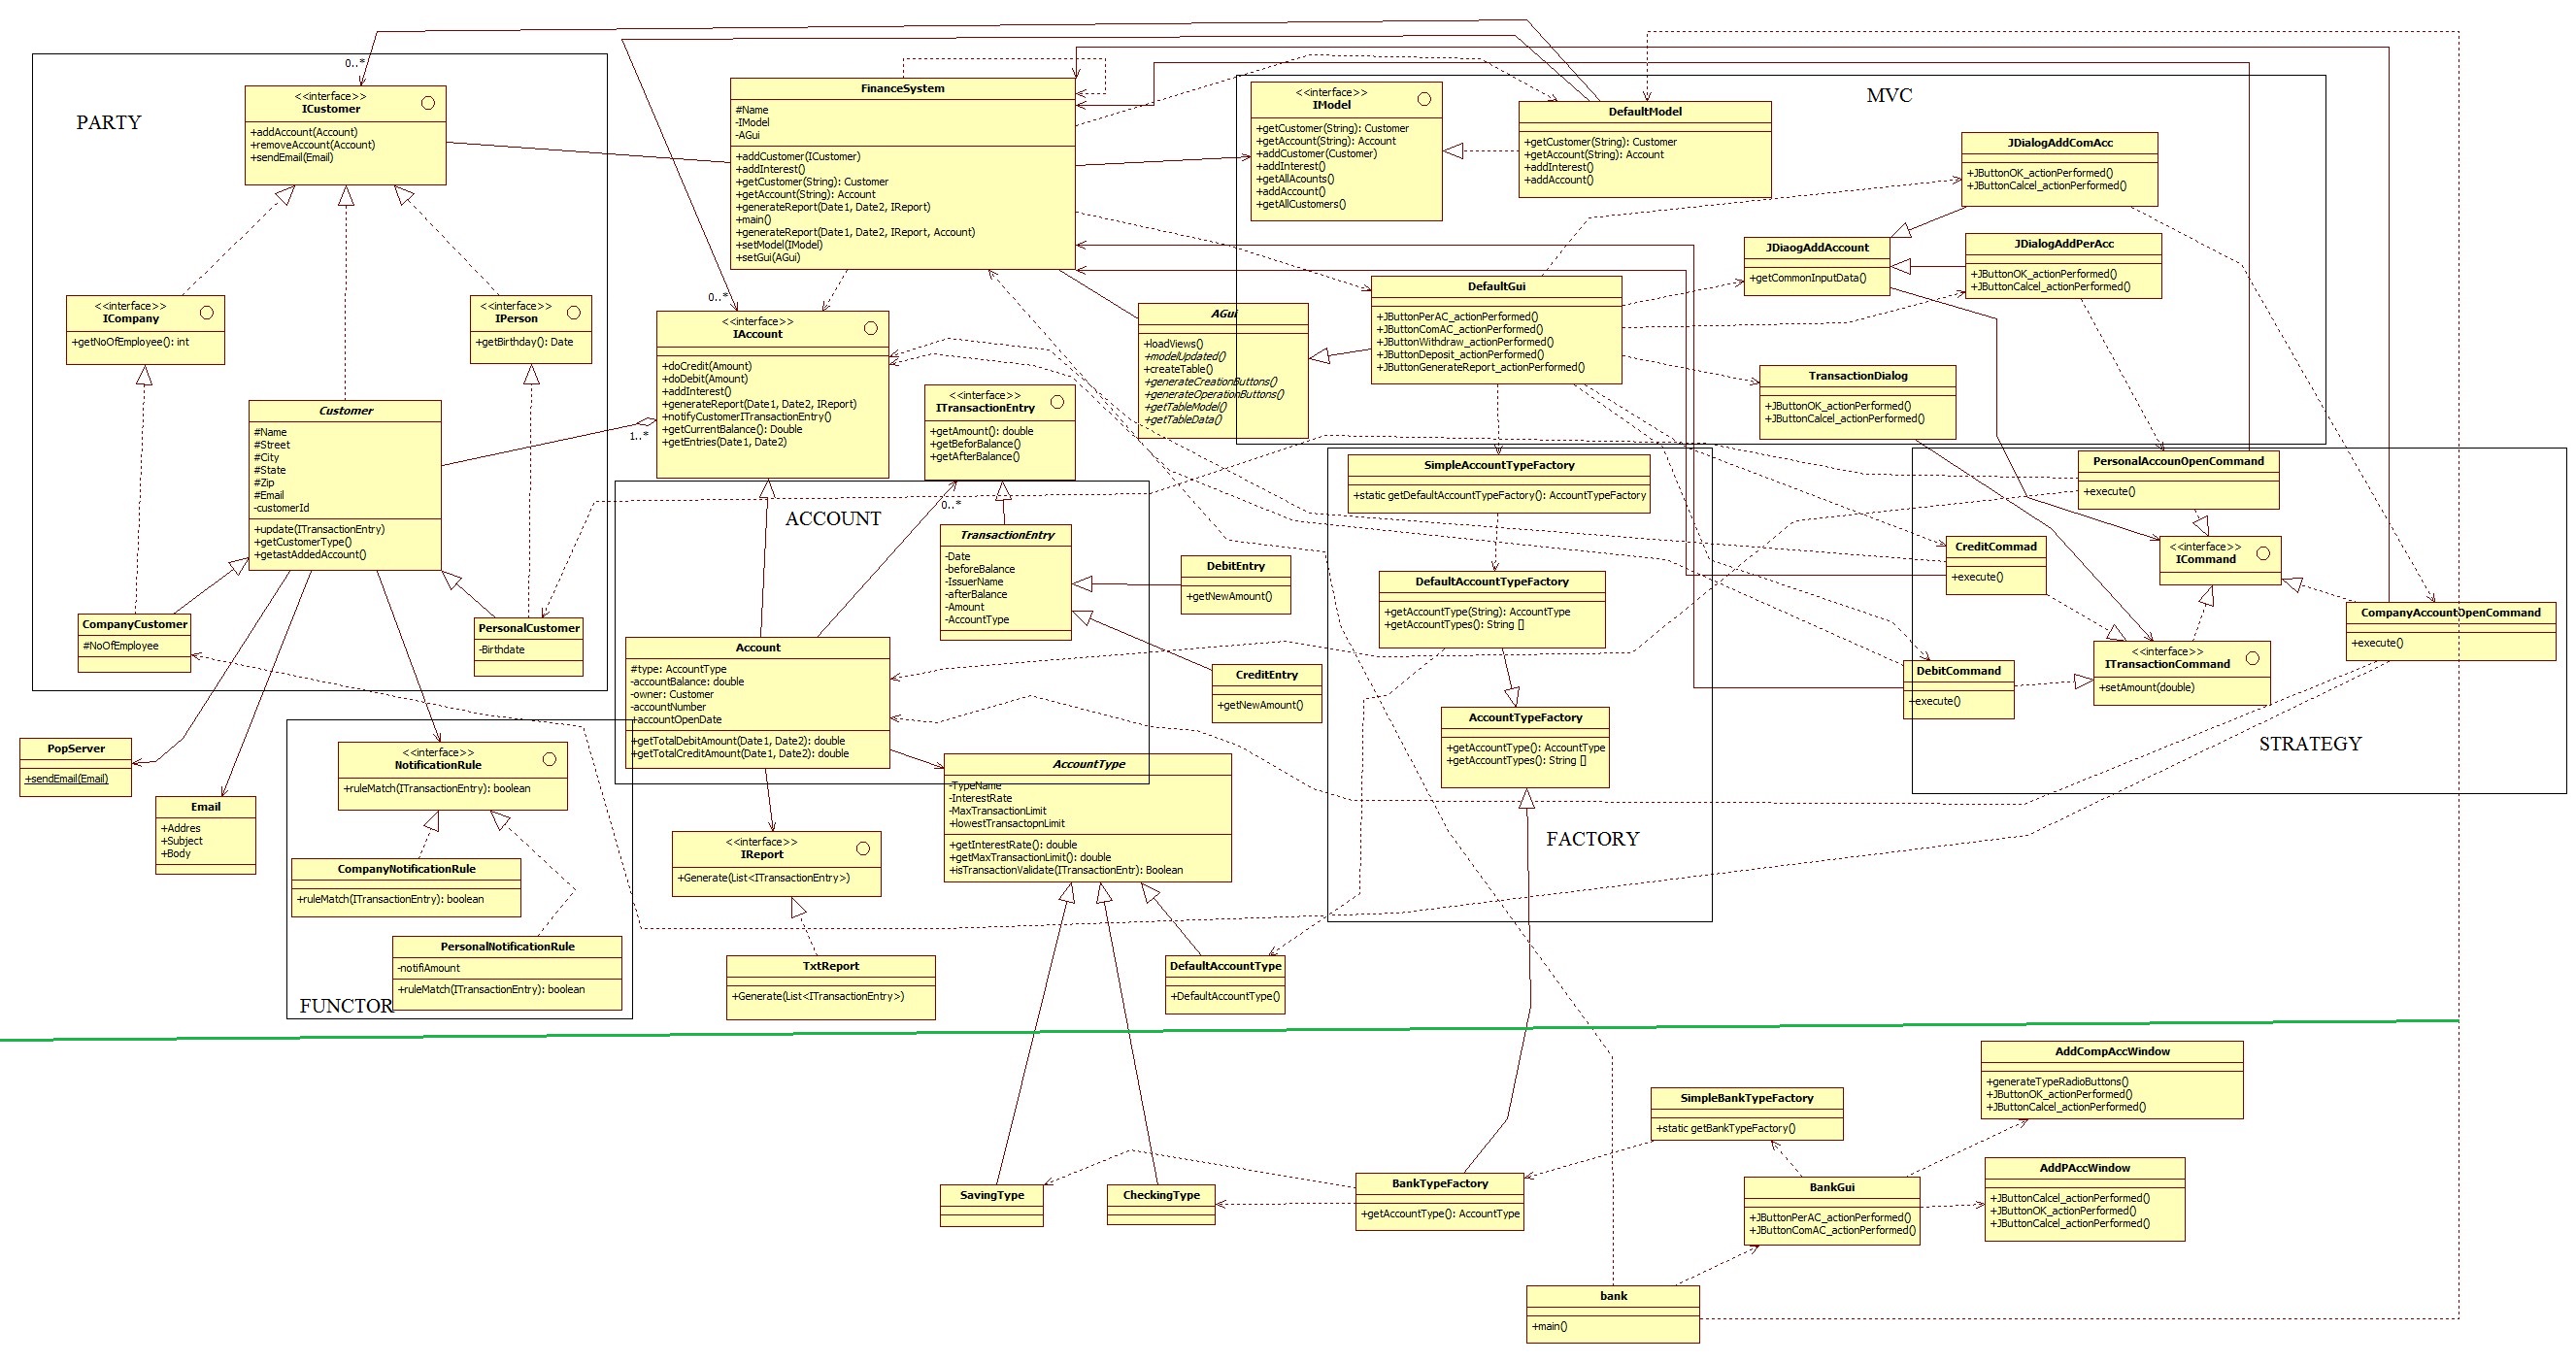 PARTY
0..*
<<interface>>
ICustomer
+addAccount(Account)
+removeAccount(Account)
+sendEmail(Email)
<<interface>>
ICompany
+getNoOfEmployee(): int
<<interface>>
IPerson
+getBirthday(): Date
Customer
#Name
#Street
#City
#State
#Zip
#Email
-customerId
+update(ITransactionEntry)
+getCustomerType()
+getastAddedAccount()
CompanyCustomer
#NoOfEmployee
PersonalCustomer
-Birthdate
PopServer
+sendEmail(Email)
Email
+Addres
+Subject
+Body
<<interface>>
NotificationRule
+ruleMatch(ITransactionEntry): boolean
CompanyNotificationRule
+ruleMatch(ITransactionEntry): boolean
PersonalNotificationRule
-notifiAmount
+ruleMatch(ITransactionEntry): boolean
FUNCTOR
FinanceSystem
#Name
-IModel
-AGui
+addCustomer(ICustomer)
+addInterest()
+getCustomer(String): Customer
+getAccount(String): Account
+generateReport(Date1, Date2, IReport)
+main()
+generateReport(Date1, Date2, IReport, Account)
+setModel(IModel)
+setGui(AGui)
0..*
<<interface>>
IAccount
+doCredit(Amount)
+doDebit(Amount)
+addInterest()
+generateReport(Date1, Date2, IReport)
+notifyCustomerITransactionEntry()
+getCurrentBalance(): Double
+getEntries(Date1, Date2)
1..*
<<interface>>
ITransactionEntry
+getAmount(): double
+getBeforBalance()
+getAfterBalance()
ACCOUNT
0..*
TransactionEntry
-Date
-beforeBalance
-IssuerName
-afterBalance
-Amount
-AccountType
DebitEntry
+getNewAmount()
CreditEntry
+getNewAmount()
Account
#type: AccountType
-accountBalance: double
-owner: Customer
-accountNumber
+accountOpenDate
+getTotalDebitAmount(Date1, Date2): double
+getTotalCreditAmount(Date1, Date2): double
AccountType
-TypeName
-InterestRate
-MaxTransactionLimit
+lowestTransactopnLimit
+getInterestRate(): double
+getMaxTransactionLimit(): double
+isTransactionValidate(ITransactionEntr): Boolean
<<interface>>
IReport
+Generate(List<ITransactionEntry>)
TxtReport
+Generate(List<ITransactionEntry>)
DefaultAccountType
+DefaultAccountType()
MVC
<<interface>>
IModel
+getCustomer(String): Customer
+getAccount(String): Account
+addCustomer(Customer)
+addInterest()
+getAllAcounts()
+addAccount()
+getAllCustomers()
DefaultModel
+getCustomer(String): Customer
+getAccount(String): Account
+addInterest()
+addAccount()
JDialogAddComAcc
+JButtonOK_actionPerformed()
+JButtonCalcel_actionPerformed()
JDiaogAddAccount
+getCommonInputData()
JDialogAddPerAcc
+JButtonOK_actionPerformed()
+JButtonCalcel_actionPerformed()
AGui
+loadViews()
+modelUpdated()
+createTable()
+generateCreationButtons()
+generateOperationButtons()
+getTableModel()
+getTableData()
DefaultGui
+JButtonPerAC_actionPerformed()
+JButtonComAC_actionPerformed()
+JButtonWithdraw_actionPerformed()
+JButtonDeposit_actionPerformed()
+JButtonGenerateReport_actionPerformed()
TransactionDialog
+JButtonOK_actionPerformed()
+JButtonCalcel_actionPerformed()
SimpleAccountTypeFactory
+static getDefaultAccountTypeFactory(): AccountTypeFactory
DefaultAccountTypeFactory
+getAccountType(String): AccountType
+getAccountTypes(): String []
AccountTypeFactory
+getAccountType(): AccountType
+getAccountTypes(): String []
FACTORY
PersonalAccounOpenCommand
+execute()
CreditCommad
+execute()
<<interface>>
ICommand
CompanyAccountOpenCommand
+execute()
DebitCommand
+execute()
<<interface>>
ITransactionCommand
+setAmount(double)
STRATEGY
SavingType
CheckingType
BankTypeFactory
+getAccountType(): AccountType
SimpleBankTypeFactory
+static getBankTypeFactory()
AddCompAccWindow
+generateTypeRadioButtons()
+JButtonOK_actionPerformed()
+JButtonCalcel_actionPerformed()
BankGui
+JButtonPerAC_actionPerformed()
+JButtonComAC_actionPerformed()
AddPAccWindow
+JButtonCalcel_actionPerformed()
+JButtonOK_actionPerformed()
+JButtonCalcel_actionPerformed()
bank
+main()